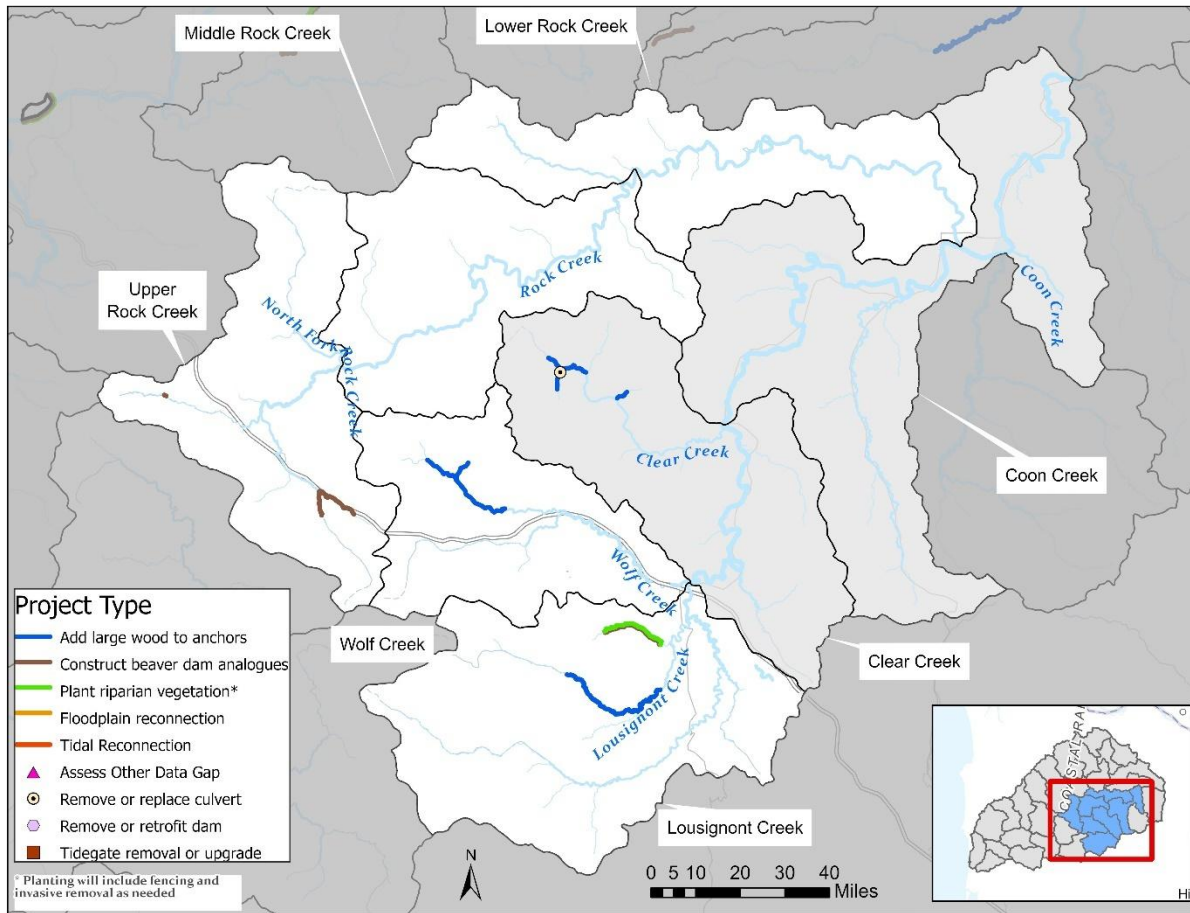 Middle Rock Creek
Lower Rock Creek
Upper
Rock Creek
North Fork
Rock Creek
Rock Creek
Coon Creek
Clear Creek
Coon Creek
Wolf Creek
Wolf Creek
Clear Creek
Lousignont Creek
Lousignont Creek
Project Type
Add large wood to anchors
Construct beaver dam analogues
Plant riparian vegetation*
Floodplain reconnection
Tidal Reconnection
Assess Other Data Gap
Remove or replace culvert
Remove or retrofit dam
Tidegate removal or upgrade
* Planting will include fencing and
invasive removal as needed
N
0 5 10 20 30 40
Miles
COASTAL RA
Hi